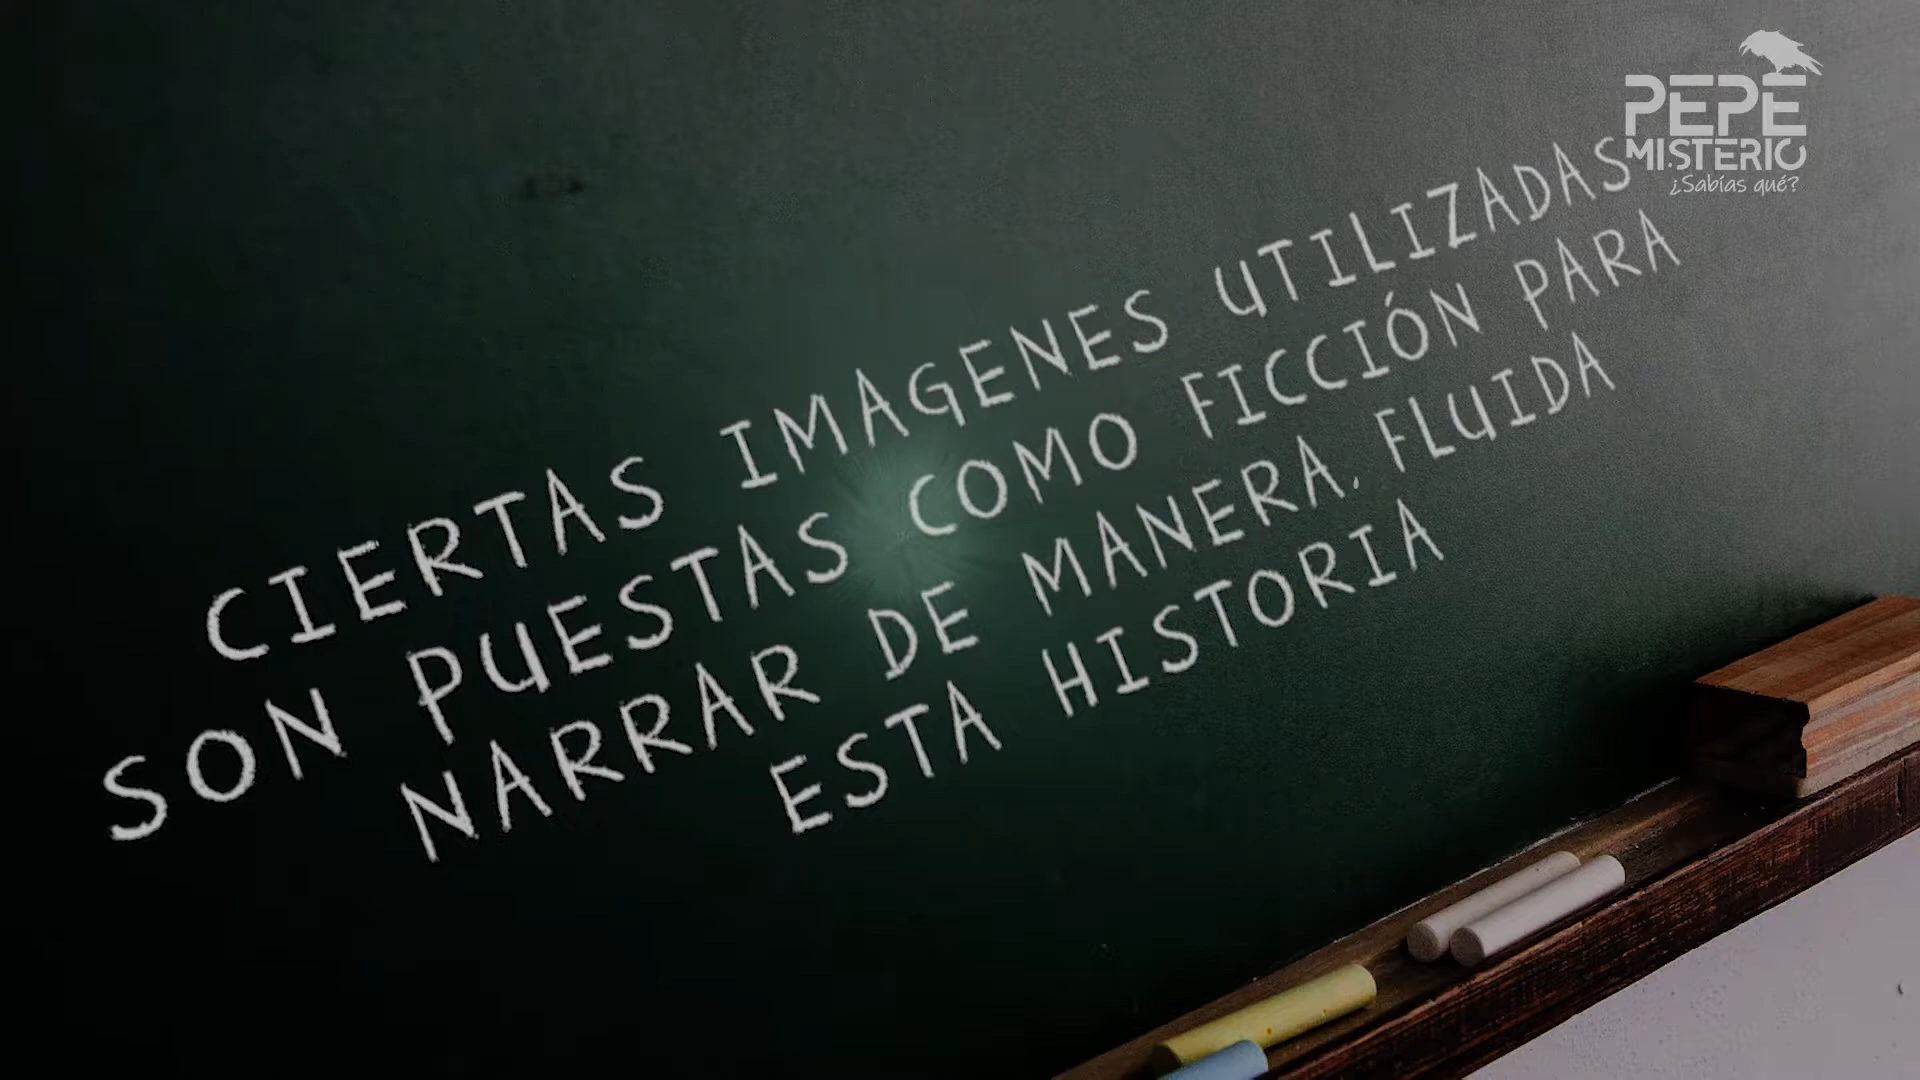 PEPE
MISTERIO
¿Sabías qué?
CIERTAS IMAGENES UTILIZADAS
SON PUESTAS COMO FICCIÓN PARA
NARRAR DE MANERA. FLUIDA
ESTA HISTORIA